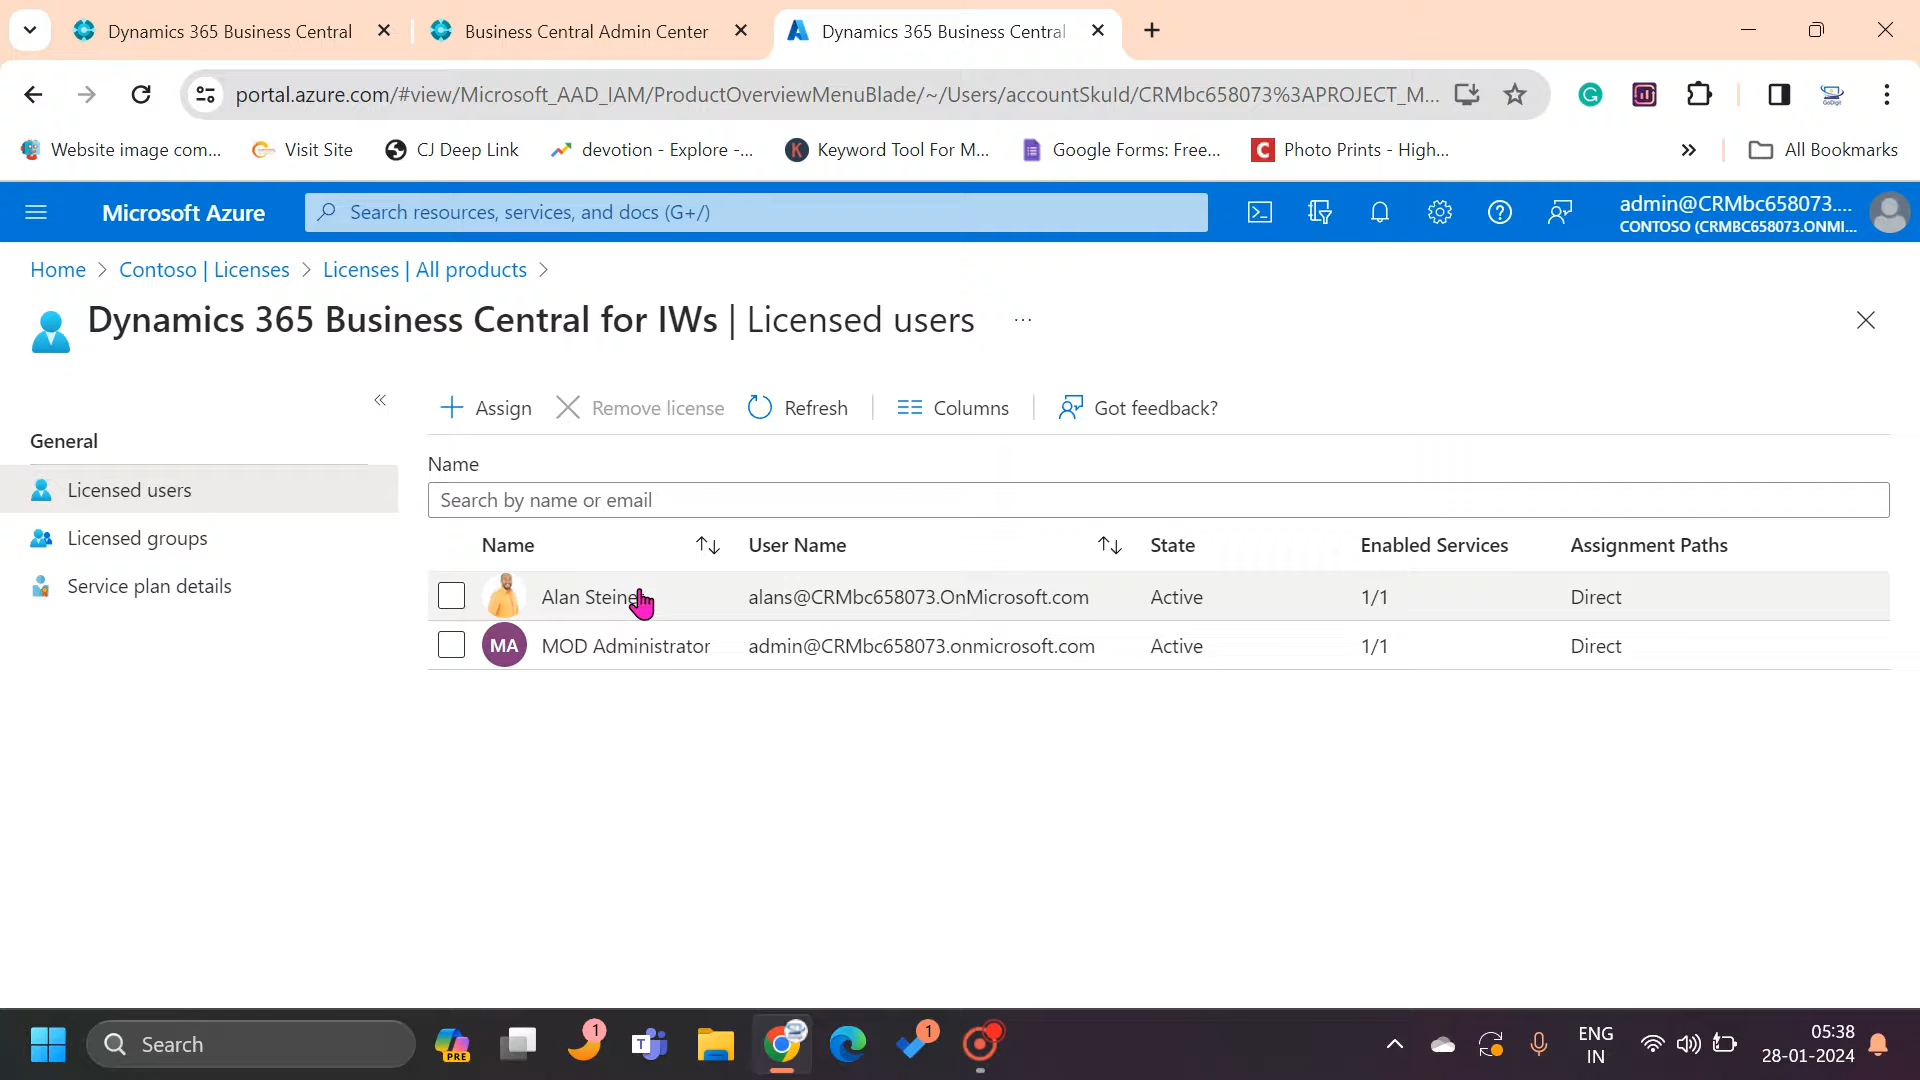 Dynamics 365 Business Central
Business Central Admin Center
Dynamics 365 Business Central
portal.azure.com/#view/Microsoft_AAD_IAM/ProductOverviewMenuBlade/~/Users/accountSkuId/CRMbc658073%3APROJECT_M...
Website image com...
Visit Site
CJ Deep Link
devotion - Explore -...
Keyword Tool For M...
Google Forms: Free...
Photo Prints - High...
All Bookmarks
Microsoft Azure
Search resources, services, and docs (G+/)
admin@CRMbc658073....
CONTOSO (CRMBC658073.ONMI...
Home > Contoso | Licenses > Licenses | All products >
Dynamics 365 Business Central for IWs | Licensed users
...
General
Licensed users
Licensed groups
Service plan details
Assign
Remove license
Refresh
Columns
Got feedback?
Name
Search by name or email
Name User Name State Enabled Services Assignment Paths
alans@CRMbc658073.OnMicrosoft.com Active 1/1 Direct
Alan
MA MOD Administrator admin@CRMbc658073.onmicrosoft.com Active 1/1 Direct
Search
PRE
1
T
1
ENG
IN
05:38
28-01-2024